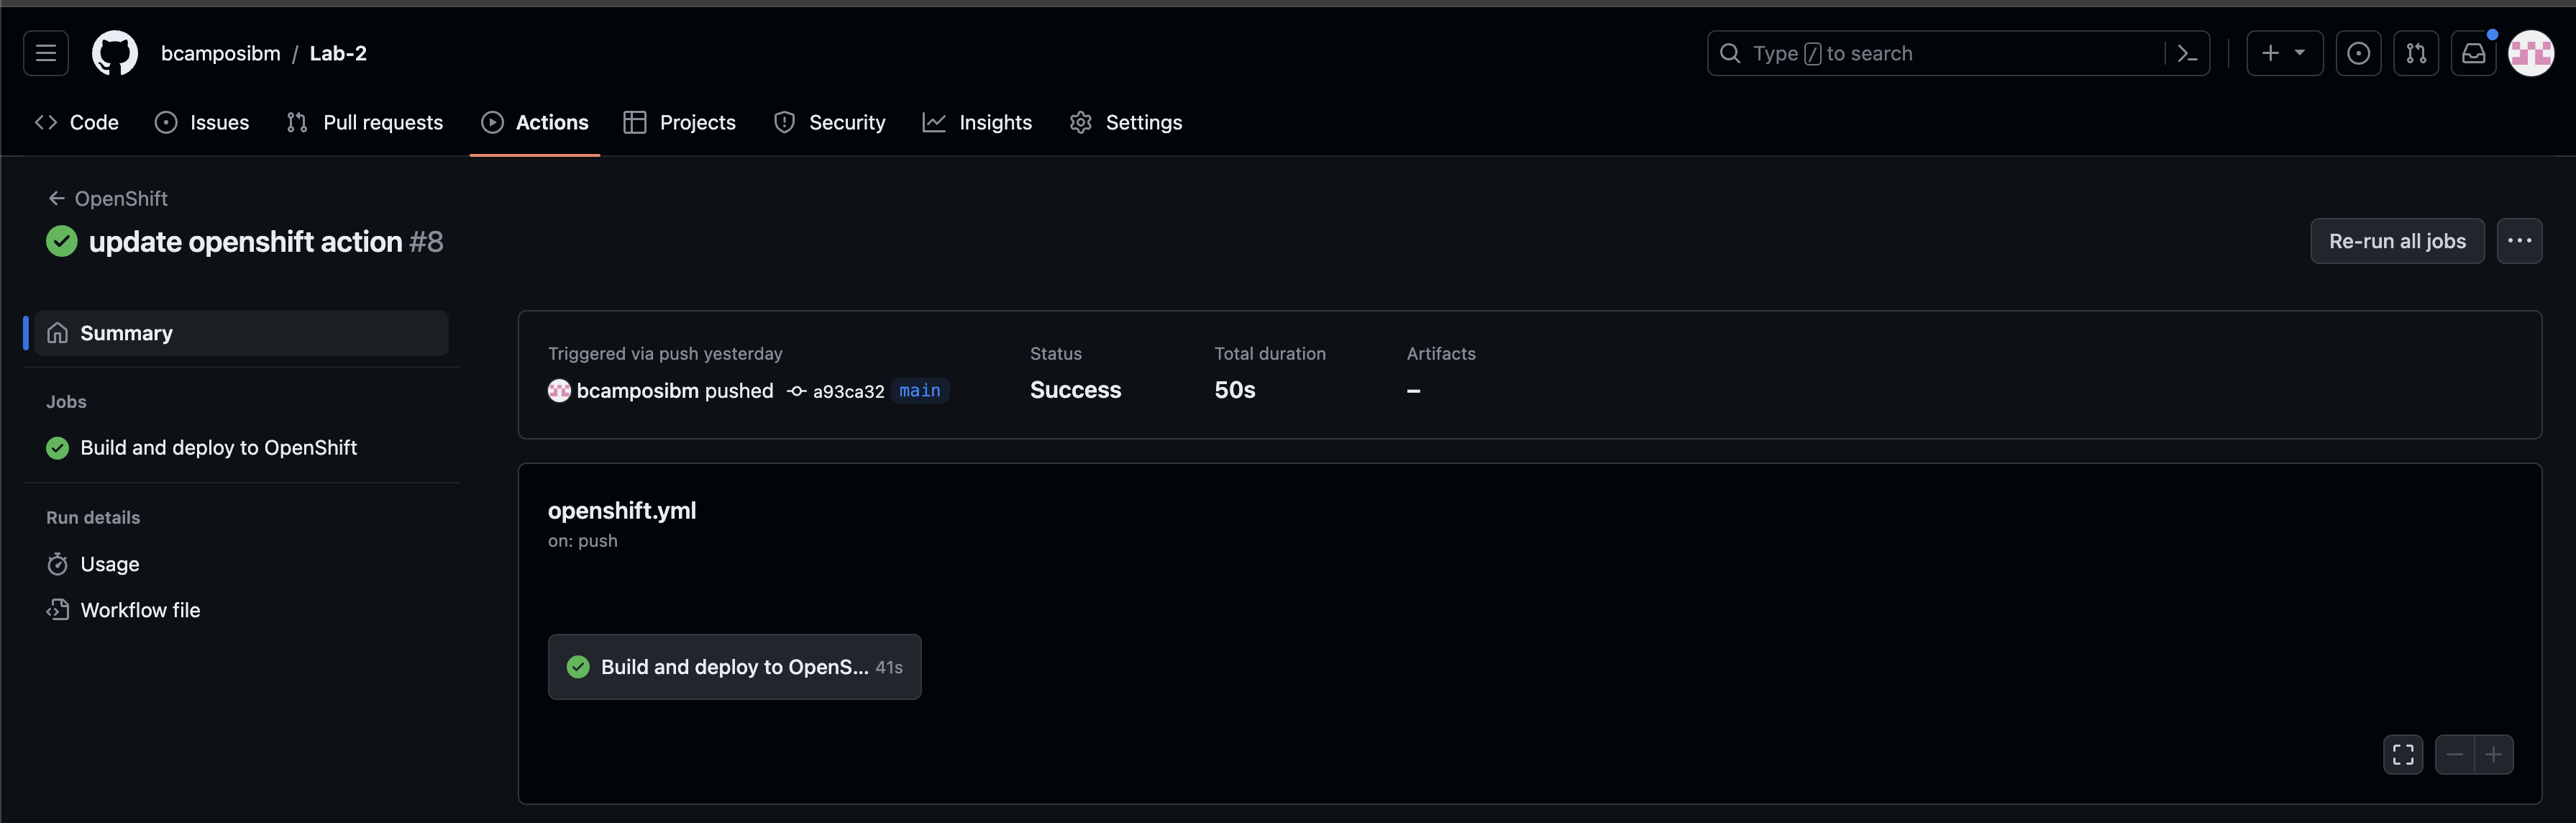 bcamposibm / Lab-2
Type / to search
Code Issues Pull requests Actions Projects Security Insights Settings
OpenShift
update openshift action #8
Re-run all jobs
Summary
Jobs
Build and deploy to OpenShift
Run details
Usage
Workflow file
Triggered via push yesterday
bcamposibm pushed a93ca32 main
Status
Success
Total duration
50s
Artifacts
–
openshift.yml
on: push
Build and deploy to OpenS... 41s